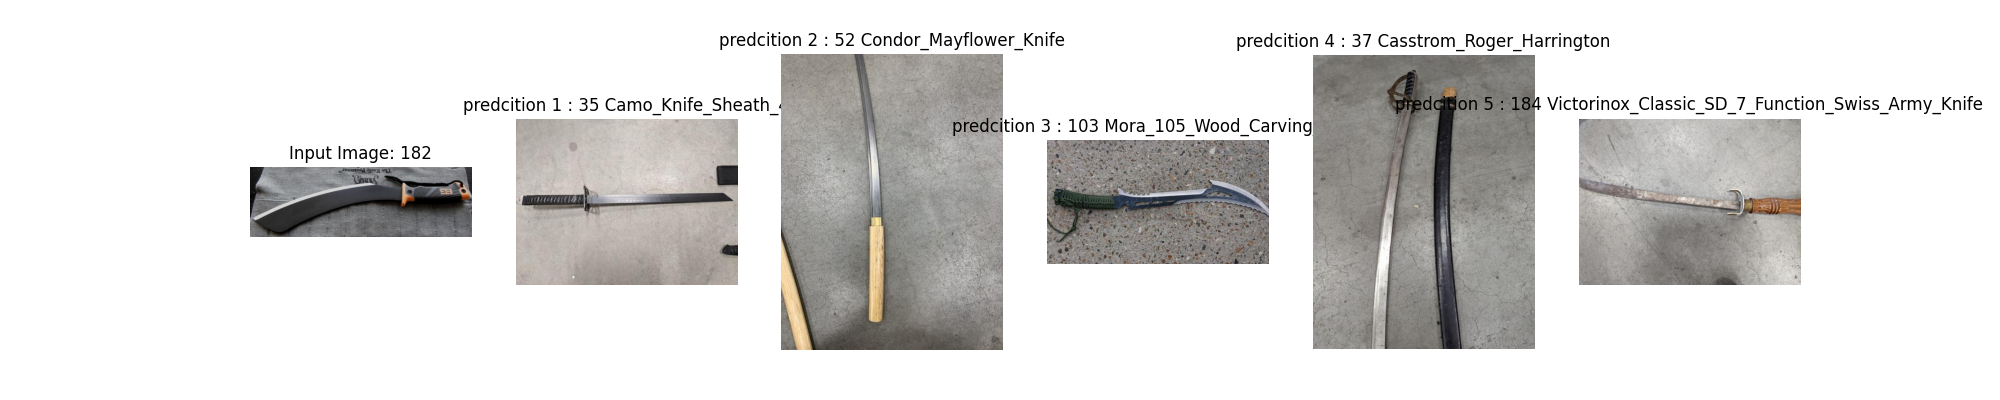 Input Image: 182
predcition 1 : 35 Camo_Knife_Sheath_
predcition 2 : 52 Condor_Mayflower_Knife
predcition 3 : 103 Mora_105_Wood_Carving
predcition 4 : 37 Casstrom_Roger_Harrington
predcition 5 : 184 Victorinox_Classic_SD_7_Function_Swiss_Army_Knife